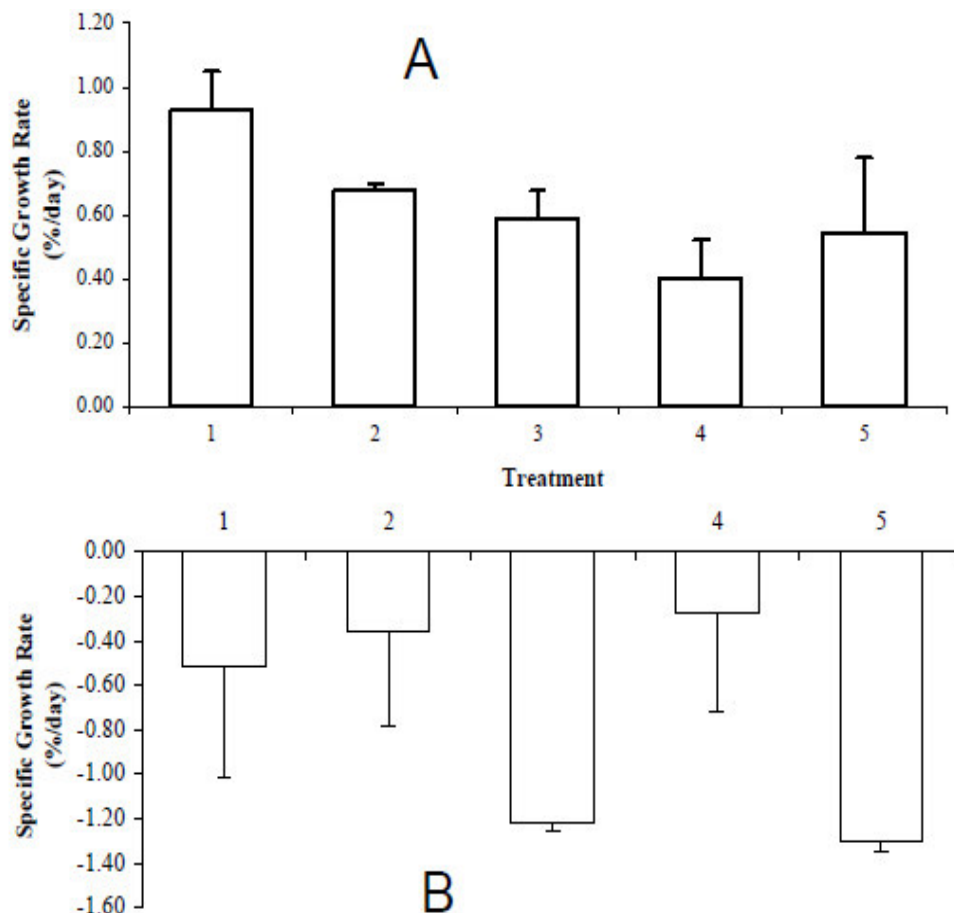 A
Specific Growth Rate
(%/day)
1.20
1.00
0.80
0.60
0.40
0.20
0.00
1 2 3 4 5
Treatment
1 2 4 5
Specific Growth Rate
(%/day)
0.00
-0.20
-0.40
-0.60
-0.80
-1.00
-1.20
-1.40
-1.60
B